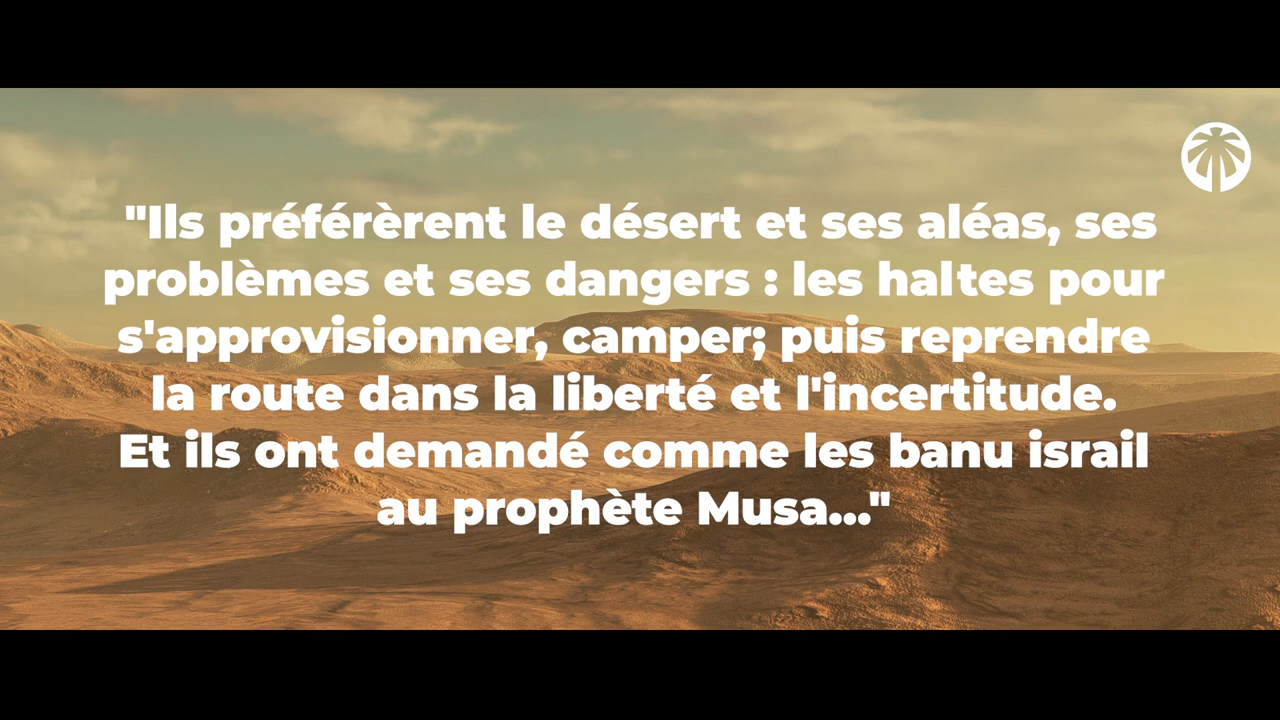 "Ils préférèrent le désert et ses aléas, ses
problèmes et ses dangers : les haltes pour
s'approvisionner, camper; puis reprendre
la route dans la liberté et l'incertitude.
Et ils ont demandé comme les banu israil
au prophète Musa..."